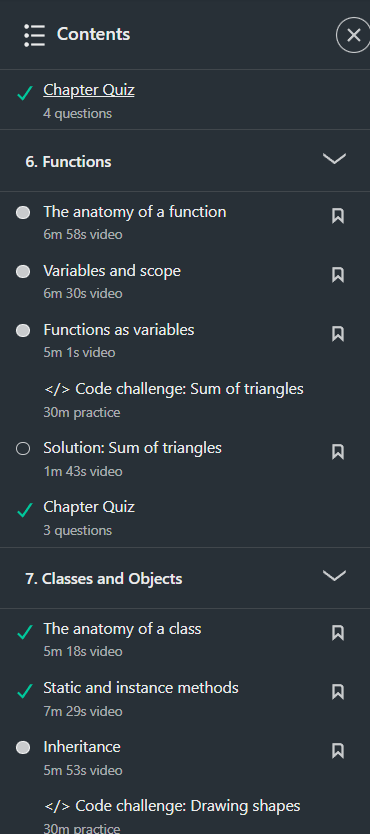 Contents
Chapter Quiz
4 questions
6. Functions
The anatomy of a function
6m 58s video
Variables and scope
6m 30s video
Functions as variables
5m 1s video
</> Code challenge: Sum of triangles
30m practice
Solution: Sum of triangles
1m 43s video
Chapter Quiz
3 questions
7. Classes and Objects
The anatomy of a class
5m 18s video
Static and instance methods
7m 29s video
Inheritance
5m 53s video
</> Code challenge: Drawing shapes
30m practice